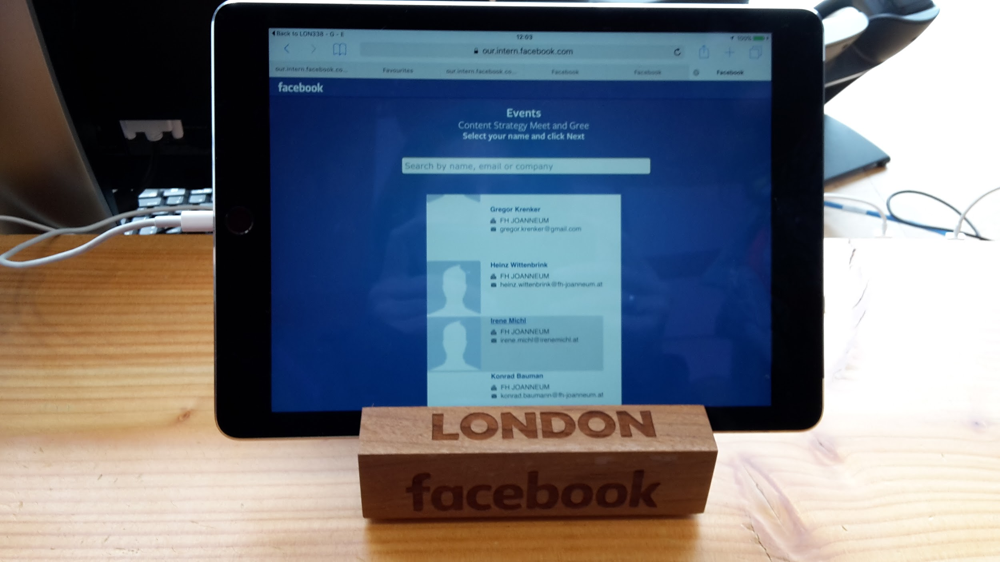 Back to LON338 - G - E
12:03
100%
our.intern.facebook.com
our.intern.facebook.co...
Favourites
our.intern.facebook.co...
Facebook
Facebook
Facebook
facebook
Events
Content Strategy Meet and Gree
Select your name and click Next
Search by name, email or company
Gregor Krenker
FH JOANNEUM
gregor.krenker@gmail.com
Heinz Wittenbrink
FH JOANNEUM
heinz.wittenbrink@fh-joanneum.at
Irene Michl
FH JOANNEUM
irene.michl@irenemichl.at
Konrad Bauman
FH JOANNEUM
konrad.baumann@fh-joanneum.at
LONDON
facebook